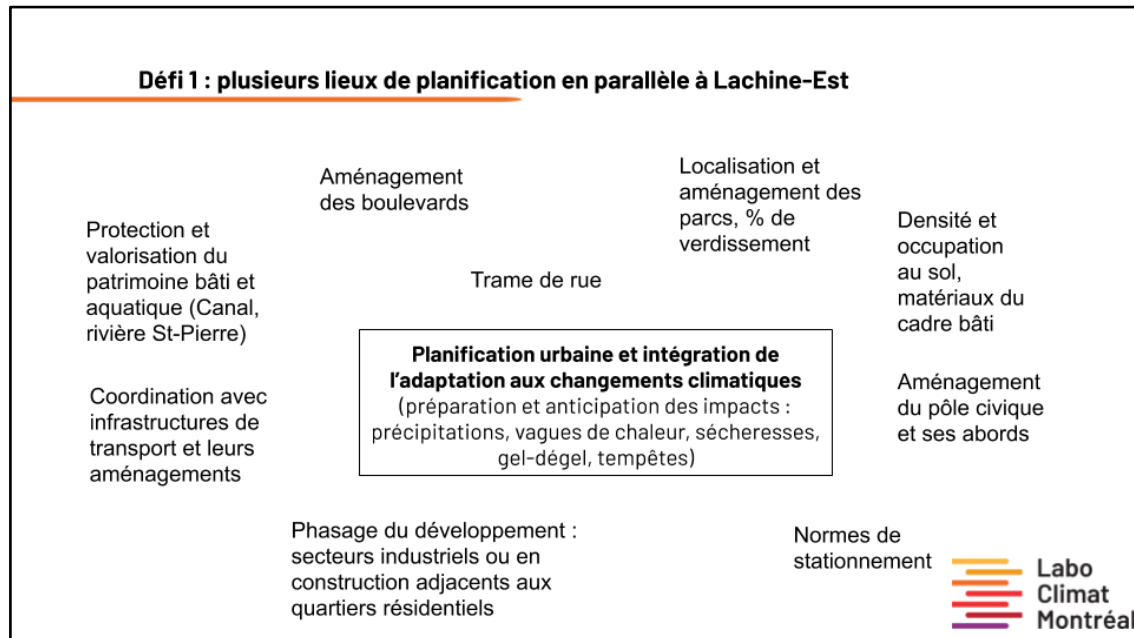 Défi 1 : plusieurs lieux de planification en parallèle à Lachine-Est
Aménagement
des boulevards
Localisation et
aménagement des
parcs, % de
verdissement
Protection et
valorisation du
patrimoine bâti et
aquatique (Canal,
rivière St-Pierre)
Trame de rue
Densité et
occupation
au sol,
matériaux du
cadre bâti
Planification urbaine et intégration de
l'adaptation aux changements climatiques
(préparation et anticipation des impacts :
précipitations, vagues de chaleur, sécheresses,
gel-dégel, tempêtes)
Coordination avec
infrastructures de
transport et leurs
aménagements
Aménagement
du pôle civique
et ses abords
Phasage du développement :
secteurs industriels ou en
construction adjacents aux
quartiers résidentiels
Normes de
stationnement
Labo
Climat
Montréal